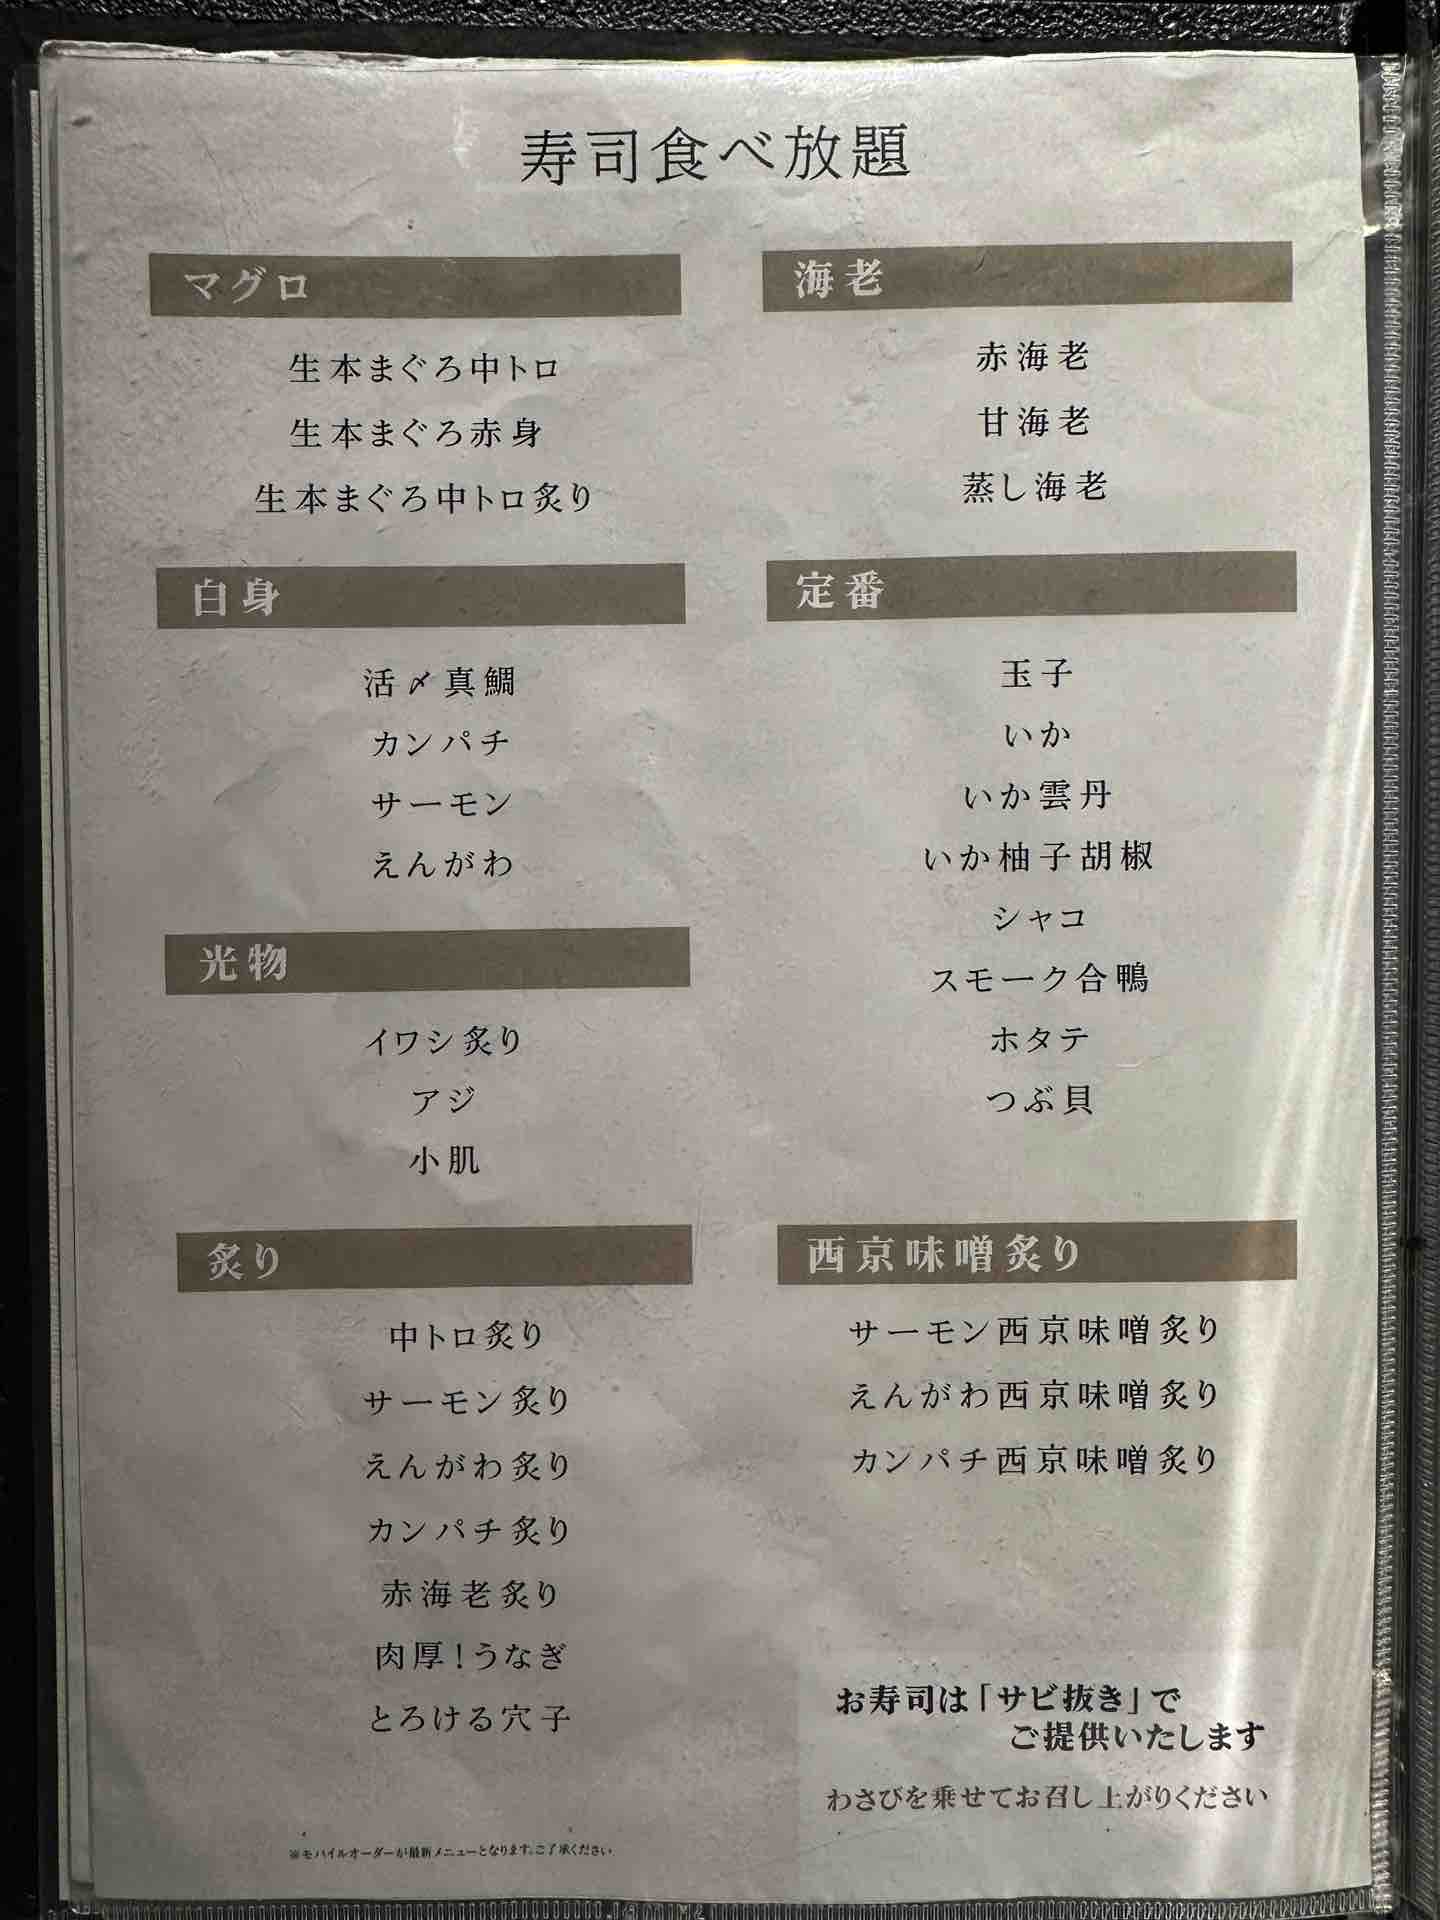 寿司食べ放題
マグロ
生本まぐろ中トロ
生本まぐろ赤身
生本まぐろ中トロ炙り
白身
活〆真鯛
カンパチ
サーモン
えんがわ
光物
イワシ炙り
アジ
小肌
炙り
中トロ炙り
サーモン炙り
えんがわ炙り
カンパチ炙り
赤海老炙り
肉厚！うなぎ
とろける穴子
※モバイルオーダーが最新メニューとなります。ご了承ください
海老
赤海老
甘海老
蒸し海老
定番
玉子
いか
いか雲丹
いか柚子胡椒
シャコ
スモーク合鴨
ホタテ
つぶ貝
西京味噌炙り
サーモン西京味噌炙り
えんがわ西京味噌炙り
カンパチ西京味噌炙り
お寿司は「サビ抜き」で
ご提供いたします
わさびを乗せてお召し上がりください